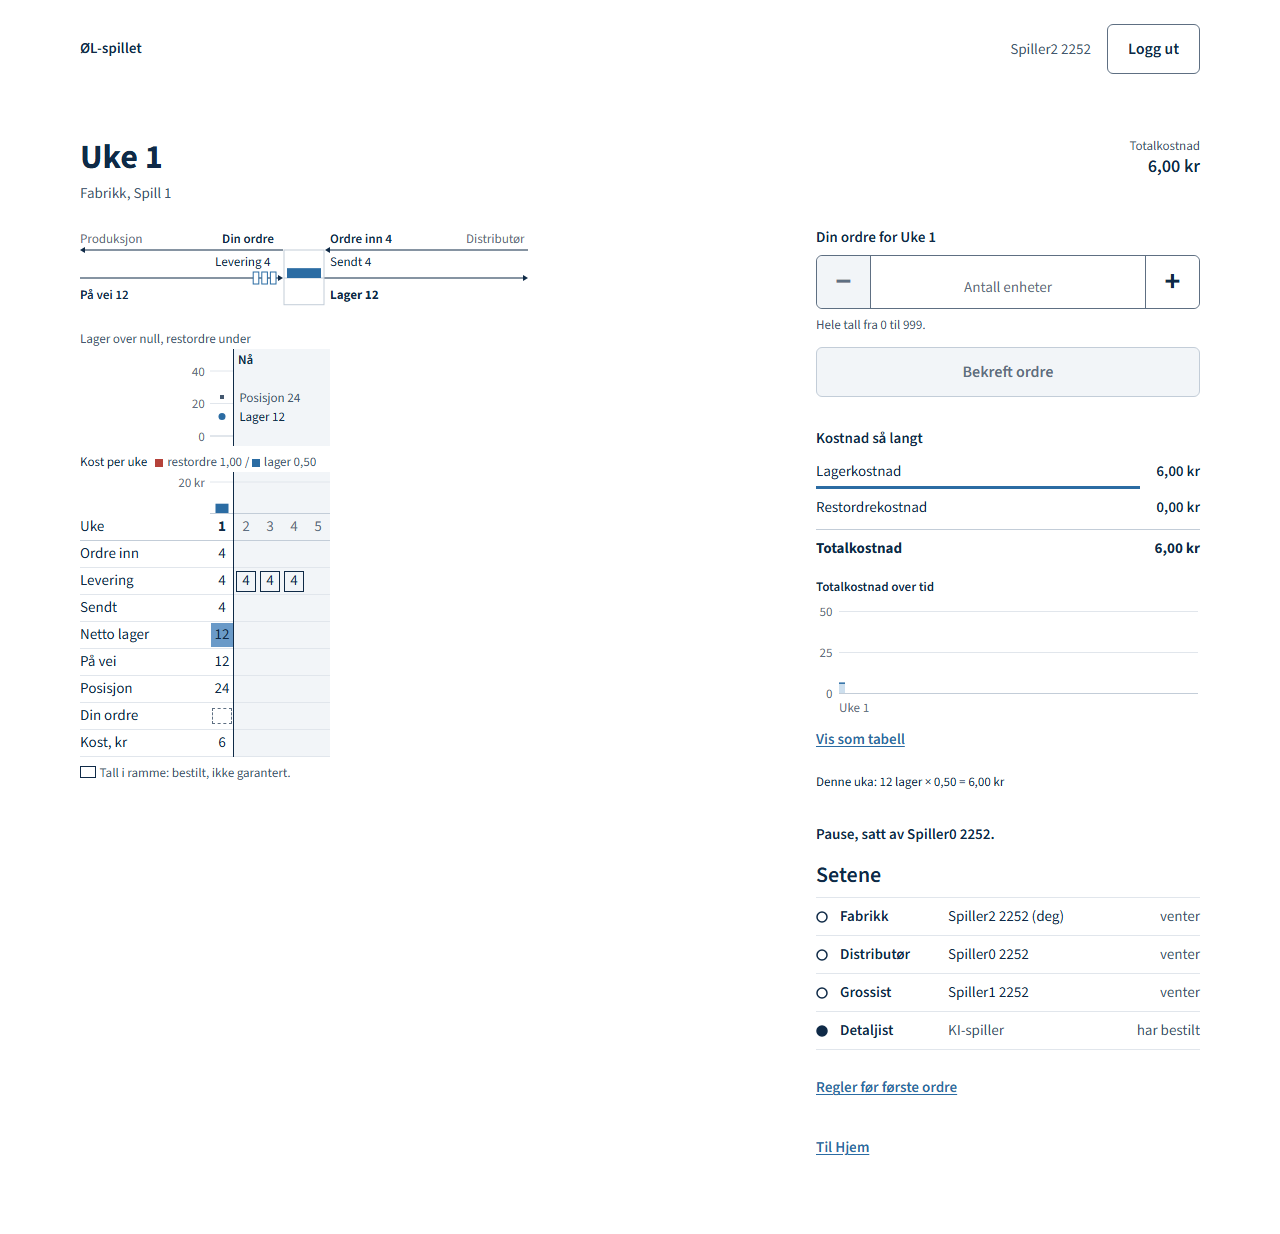 ØL-spillet
Spiller2 2252
Logg ut
Uke 1
Fabrikk, Spill 1
Totalkostnad
6,00 kr
Produksjon
Din ordre
Ordre inn 4
Distributør
Levering 4
Sendt 4
På vei 12
Lager 12
Lager over null, restordre under
Nå
40
20
0
Posisjon 24
Lager 12
Kost per uke restordre 1,00 / lager 0,50
20 kr
Uke 1 2 3 4 5
Ordre inn 4
Levering 4 4 4 4
Sendt 4
Netto lager 12
På vei 12
Posisjon 24
Din ordre
Kost, kr 6
Tall i ramme: bestilt, ikke garantert.
Din ordre for Uke 1
− Antall enheter +
Hele tall fra 0 til 999.
Bekreft ordre
Kostnad så langt
Lagerkostnad 6,00 kr
Restordrekostnad 0,00 kr
Totalkostnad 6,00 kr
Totalkostnad over tid
50
25
0
Uke 1
Vis som tabell
Denne uka: 12 lager × 0,50 = 6,00 kr
Pause, satt av Spiller0 2252.
Setene
Fabrikk Spiller2 2252 (deg) venter
Distributør Spiller0 2252 venter
Grossist Spiller1 2252 venter
Detaljist KI-spiller har bestilt
Regler før første ordre
Til Hjem